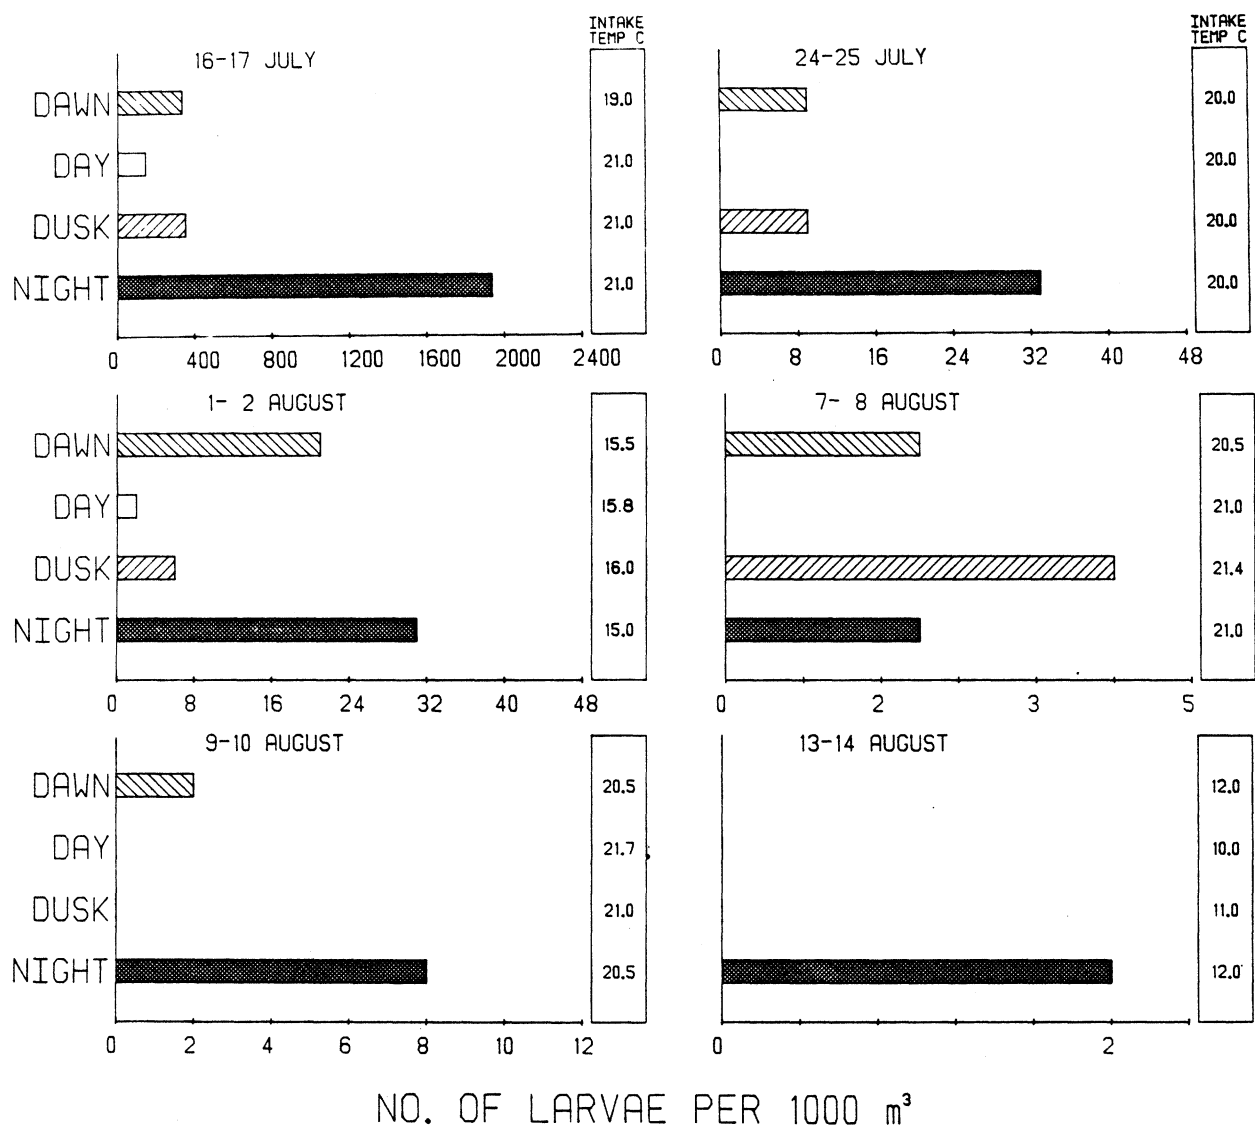 INTAKE
TEMP C
16-17 JULY
DAWN 19.0
DAY 21.0
DUSK 21.0
NIGHT 21.0
0 400 800 1200 1600 2000 2400
INTAKE
TEMP C
24-25 JULY
20.0
20.0
20.0
20.0
0 8 16 24 32 40 48
1- 2 AUGUST
DAWN 15.5
DAY 15.8
DUSK 16.0
NIGHT 15.0
0 8 16 24 32 40 48
7- 8 AUGUST
20.5
21.0
21.4
21.0
0 2 3 5
9-10 AUGUST
DAWN 20.5
DAY 21.7
DUSK 21.0
NIGHT 20.5
0 2 4 6 8 10 12
13-14 AUGUST
12.0
10.0
11.0
12.0
0 2
NO. OF LARVAE PER 1000 m³